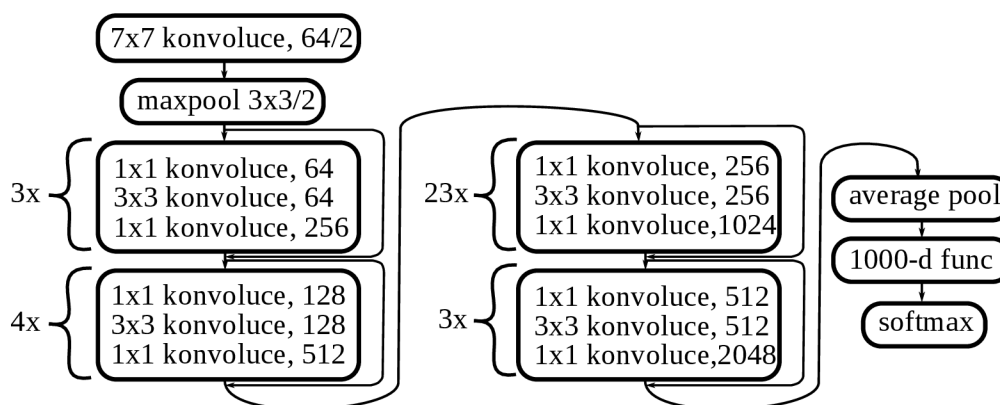 7x7 konvoluce, 64/2
maxpool 3x3/2
3x
1x1 konvoluce, 64
3x3 konvoluce, 64
1x1 konvoluce, 256
4x
1x1 konvoluce, 128
3x3 konvoluce, 128
1x1 konvoluce, 512
23x
1x1 konvoluce, 256
3x3 konvoluce, 256
1x1 konvoluce,1024
3x
1x1 konvoluce, 512
3x3 konvoluce, 512
1x1 konvoluce,2048
average pool
1000-d func
softmax